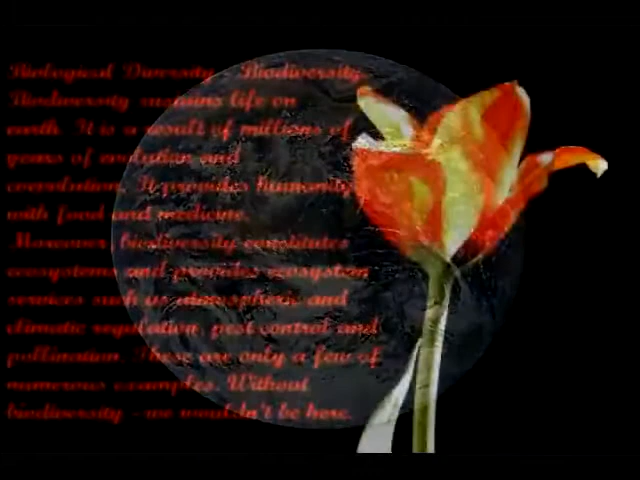 Biological Diversity - Biodiversity
Biodiversity sustains life on
earth. It is a result of millions of
years of evolution and
coevolution. It provides humanity
with food and medicine.
Moreover, biodiversity constitutes
ecosystems and provides ecosystem
services such as atmospheric and
climatic regulation, pest control and
pollination. These are only a few of
numerous examples. Without
biodiversity - we wouldn't be here.